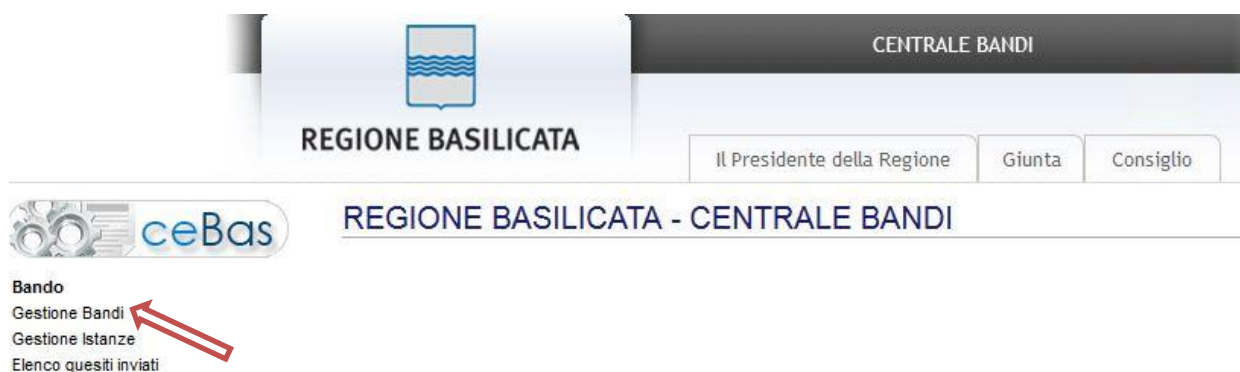 CENTRALE BANDI
REGIONE BASILICATA
Il Presidente della Regione Giunta Consiglio
ceBas
REGIONE BASILICATA - CENTRALE BANDI
Bando
Gestione Bandi
Gestione Istanze
Elenco quesiti inviati